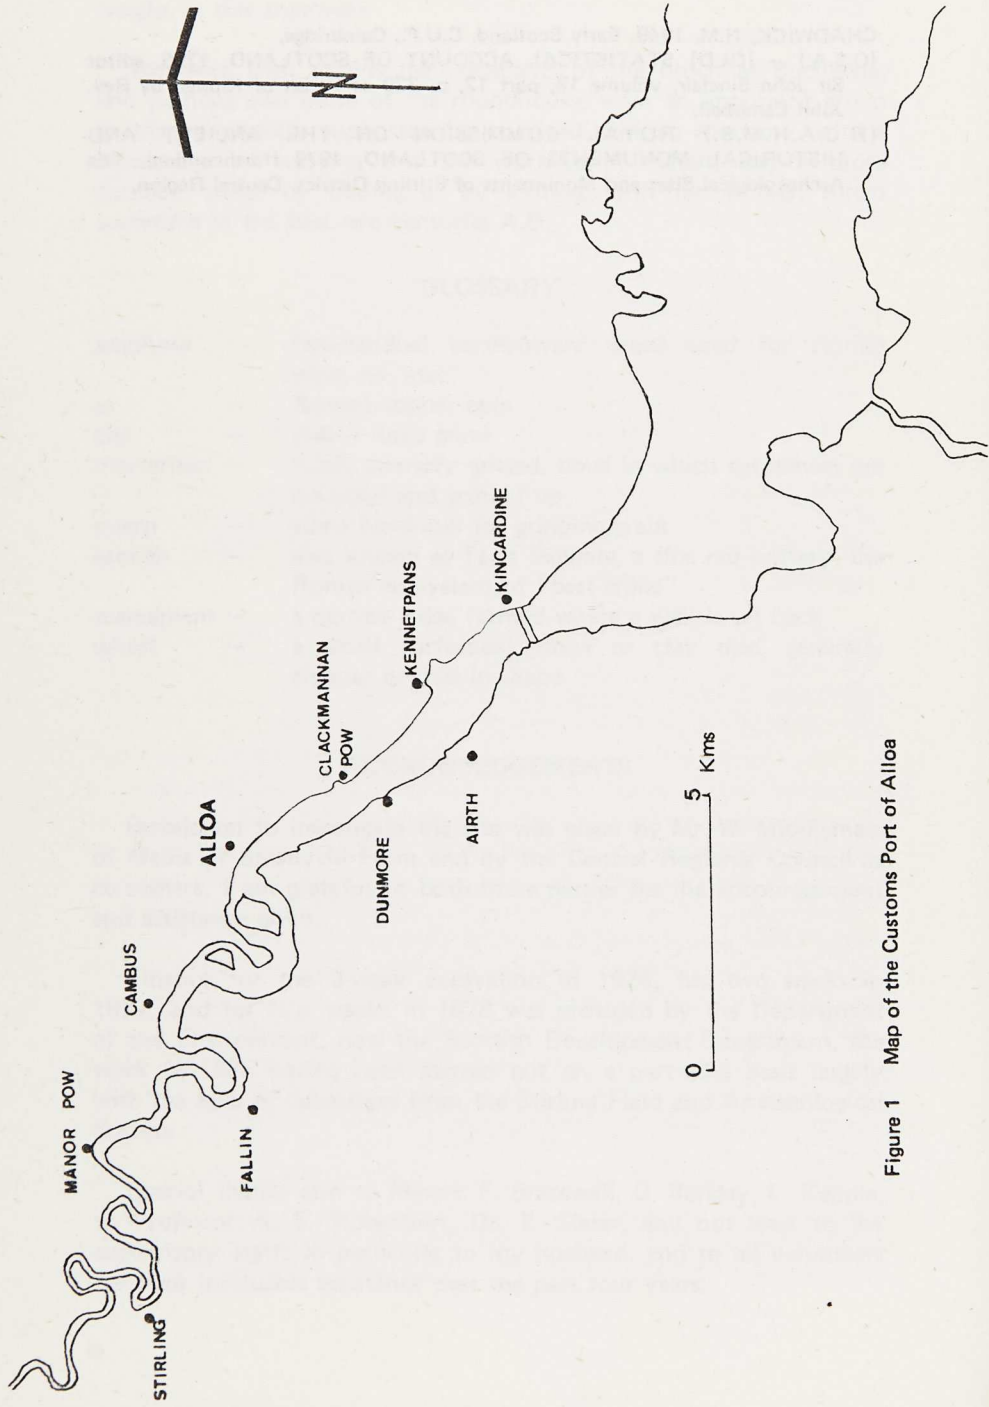 MANOR POW
CAMBUS
STIRLING
ALLOA
FALLIN
CLACKMANNAN
POW
N
DUNMORE
KENNETPANS
AIRTH
KINCARDINE
0 5 Kms
Figure 1 Map of the Customs Port of Alloa